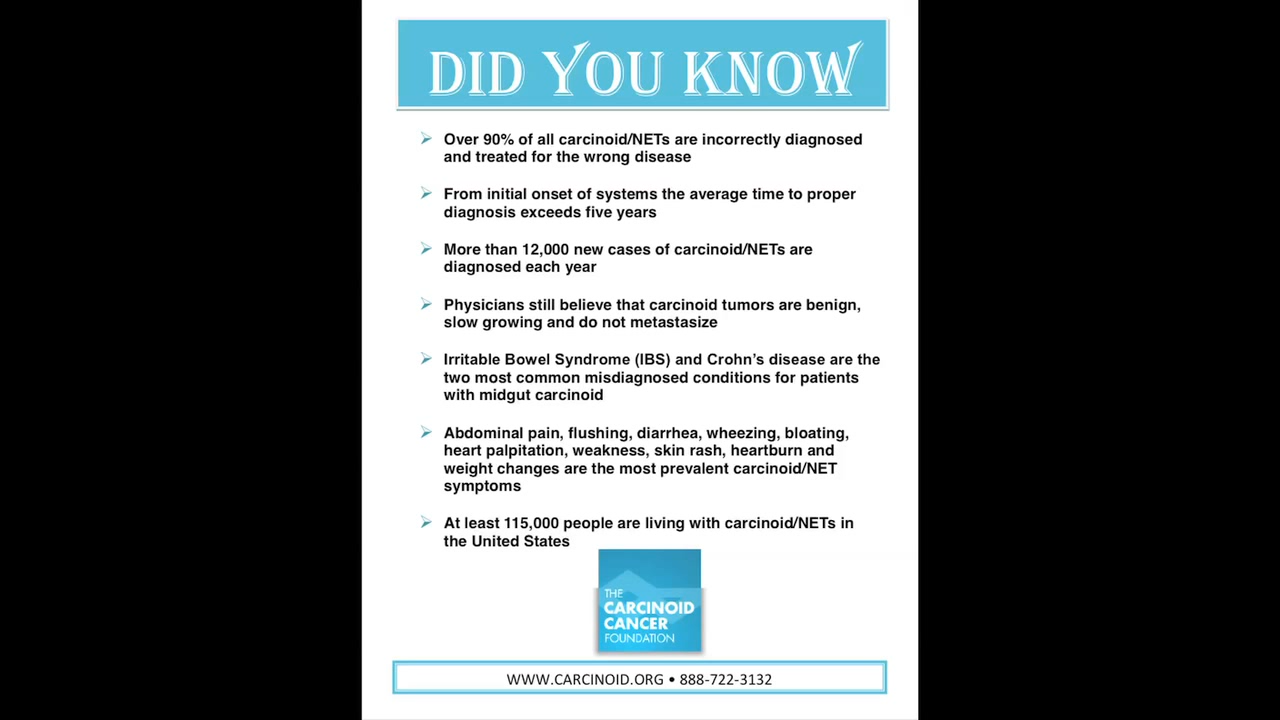 DID YOU KNOW
Over 90% of all carcinoid/NETs are incorrectly diagnosed
and treated for the wrong disease
From initial onset of systems the average time to proper
diagnosis exceeds five years
More than 12,000 new cases of carcinoid/NETs are
diagnosed each year
Physicians still believe that carcinoid tumors are benign,
slow growing and do not metastasize
Irritable Bowel Syndrome (IBS) and Crohn’s disease are the
two most common misdiagnosed conditions for patients
with midgut carcinoid
Abdominal pain, flushing, diarrhea, wheezing, bloating,
heart palpitation, weakness, skin rash, heartburn and
weight changes are the most prevalent carcinoid/NET
symptoms
At least 115,000 people are living with carcinoid/NETs in
the United States
THE
CARCINOID
CANCER
FOUNDATION
WWW.CARCINOID.ORG • 888-722-3132